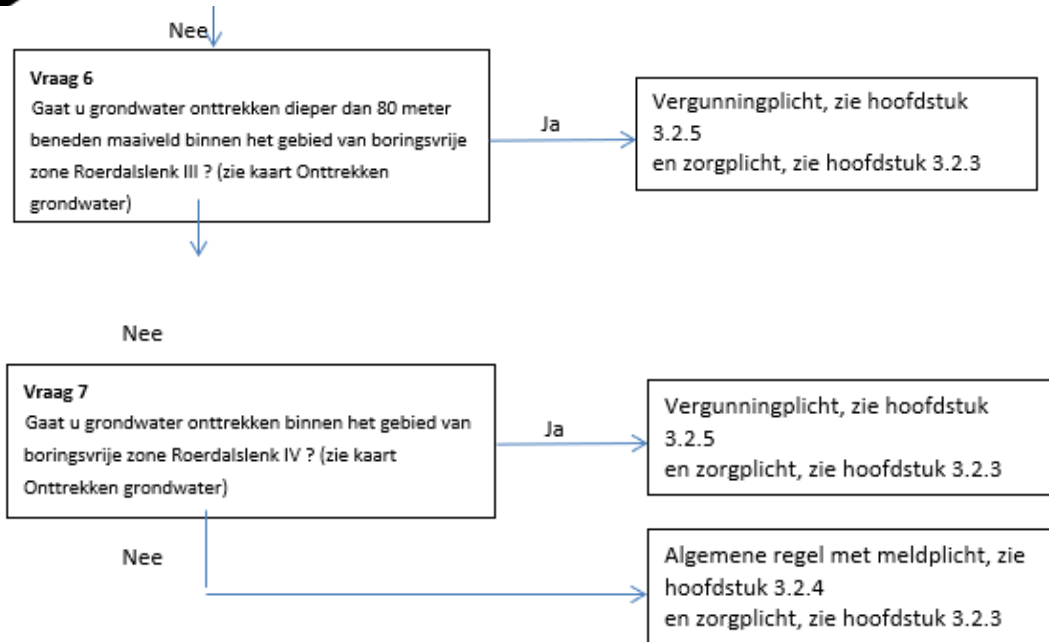 Nee
Vraag 6
Gaat u grondwater onttrekken dieper dan 80 meter
beneden maaiveld binnen het gebied van boringsvrije
zone Roerdalslenk III ? (zie kaart Onttrekken
grondwater)
Ja
Vergunningplicht, zie hoofdstuk
3.2.5
en zorgplicht, zie hoofdstuk 3.2.3
Nee
Vraag 7
Gaat u grondwater onttrekken binnen het gebied van
boringsvrije zone Roerdalslenk IV ? (zie kaart
Onttrekken grondwater)
Ja
Vergunningplicht, zie hoofdstuk
3.2.5
en zorgplicht, zie hoofdstuk 3.2.3
Nee
Algemene regel met meldplicht, zie
hoofdstuk 3.2.4
en zorgplicht, zie hoofdstuk 3.2.3